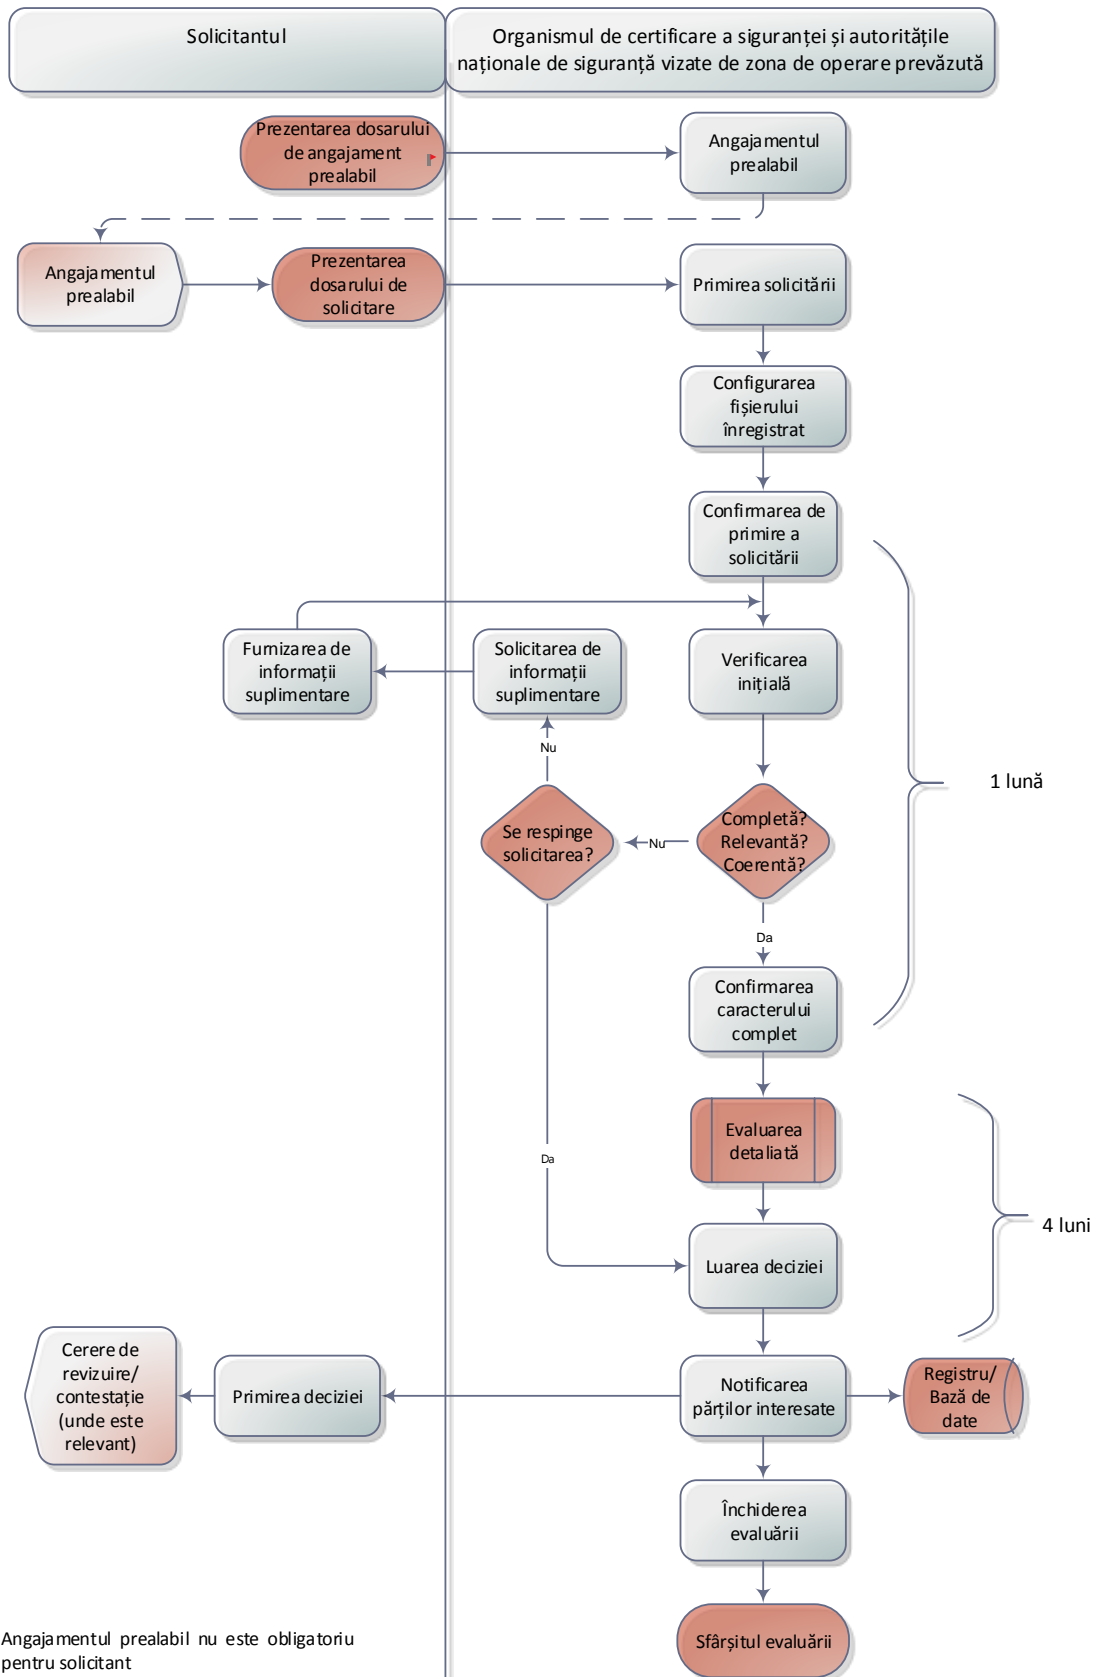 Solicitantul
Organismul de certificare a siguranței și autoritățile
naționale de siguranță vizate de zona de operare prevăzută
Prezentarea dosarului
de angajament
prealabil
Angajamentul
prealabil
Angajamentul
prealabil
Prezentarea
dosarului de
solicitare
Primirea solicitării
Configurarea
fișierului
înregistrat
Confirmarea de
primire a
solicitării
Furnizarea de
informații
suplimentare
Solicitarea de
informații
suplimentare
Verificarea
inițială
Nu
1 lună
Se respinge
solicitarea?
Nu
Completă?
Relevantă?
Coerentă?
Da
Confirmarea
caracterului
complet
Evaluarea
detaliată
Da
4 luni
Luarea deciziei
Cerere de
revizuire/
contestație
(unde este
relevant)
Primirea deciziei
Notificarea
părților interesate
Registru/
Bază de
date
Închiderea
evaluării
Sfârșitul evaluării
Angajamentul prealabil nu este obligatoriu
pentru solicitant